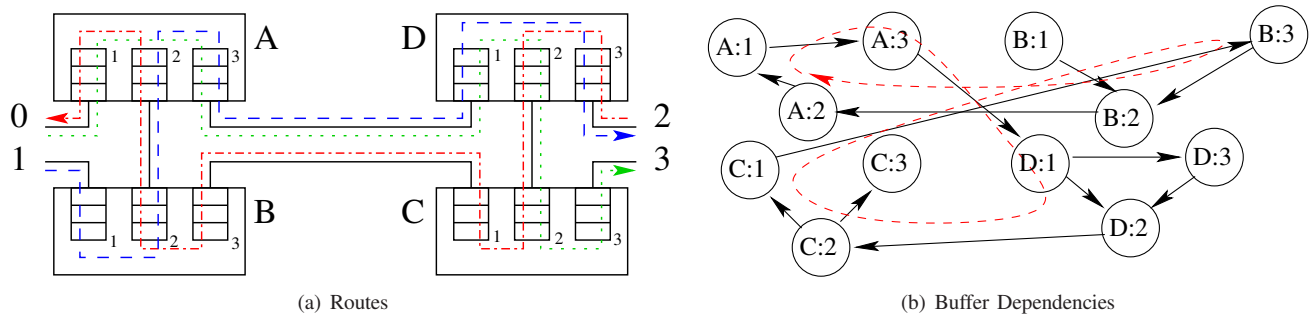 A
1 2 3
D
1 2 3
0
1
2
3
1 2 3
B
1 2 3
C
(a) Routes
A:1
A:3
B:1
B:3
A:2
B:2
C:1
C:3
D:1
D:3
C:2
D:2
(b) Buffer Dependencies